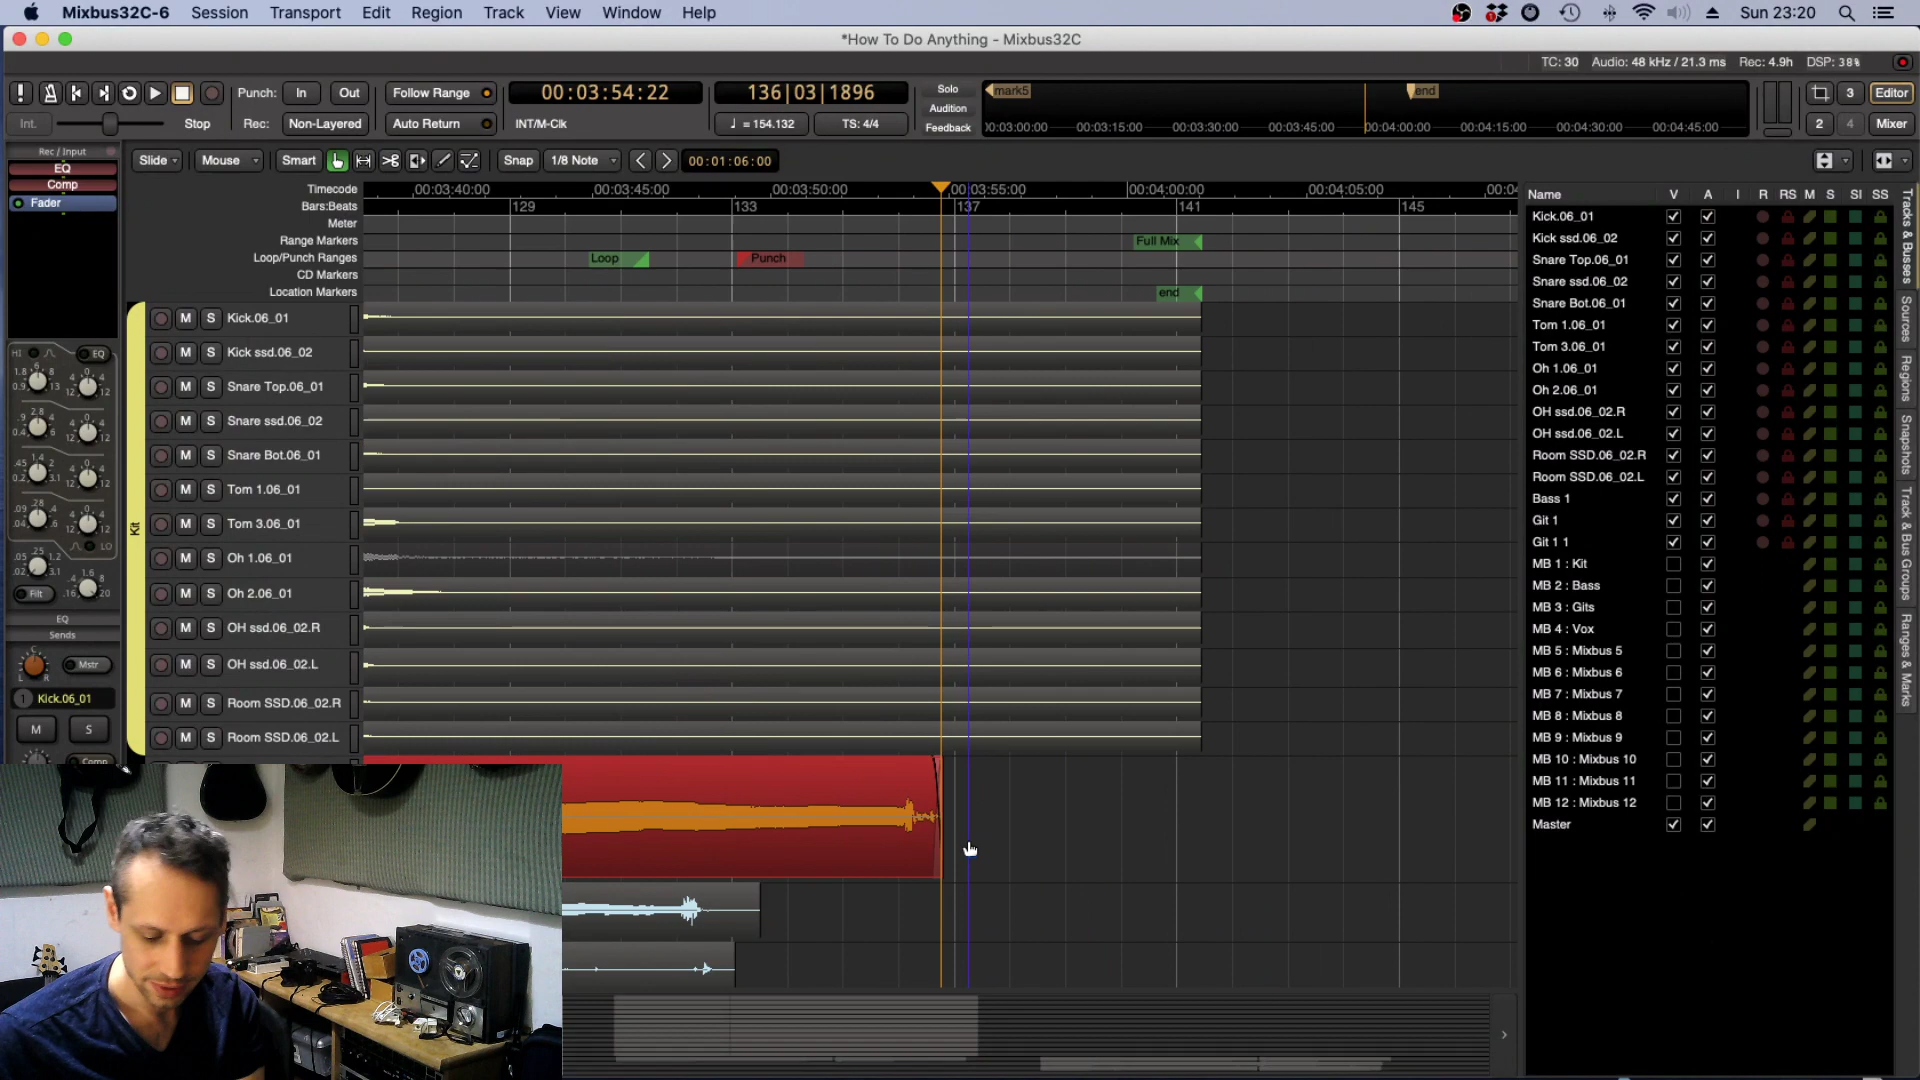 Mixbus32C-6 Session Transport Edit Region Track View Window Help Sun 23:20
*How To Do Anything - Mixbus32C
TC: 30 Audio: 48 kHz / 21.3 ms Rec: 4.9h DSP: 38%
Punch: In Out Follow Range 00:03:54:22 136|03|1896 Solo mark5 end 3 Editor
Audition
Int. Stop Rec: Non-Layered Auto Return INT/M-Clk ♩ = 154.132 TS: 4/4 Feedback 00:03:00:00 00:03:15:00 00:03:30:00 00:03:45:00 00:04:00:00 00:04:15:00 00:04:30:00 00:04:45:00 2 4 Mixer
Rec / Input
EQ
Comp
Fader
Slide Mouse Smart Snap 1/8 Note 00:01:06:00
Timecode 00:03:40:00 00:03:45:00 00:03:50:00 00:03:55:00 00:04:00:00 00:04:05:00
Bars:Beats 129 133 137 141 145
Meter
Range Markers Full Mix
Loop/Punch Ranges Loop Punch
CD Markers
Location Markers end
M S Kick.06_01
M S Kick ssd.06_02
M S Snare Top.06_01
M S Snare ssd.06_02
M S Snare Bot.06_01
M S Tom 1.06_01
M S Tom 3.06_01
M S Oh 1.06_01
M S Oh 2.06_01
M S OH ssd.06_02.R
M S OH ssd.06_02.L
M S Room SSD.06_02.R
M S Room SSD.06_02.L
Kit
HI EQ
LO
Filt
EQ
Sends
C
L R Mstr
1 Kick.06_01
M S
Comp
Name V A I R RS M S SI SS
Kick.06_01
Kick ssd.06_02
Snare Top.06_01
Snare ssd.06_02
Snare Bot.06_01
Tom 1.06_01
Tom 3.06_01
Oh 1.06_01
Oh 2.06_01
OH ssd.06_02.R
OH ssd.06_02.L
Room SSD.06_02.R
Room SSD.06_02.L
Bass 1
Git 1
Git 1 1
MB 1 : Kit
MB 2 : Bass
MB 3 : Gits
MB 4 : Vox
MB 5 : Mixbus 5
MB 6 : Mixbus 6
MB 7 : Mixbus 7
MB 8 : Mixbus 8
MB 9 : Mixbus 9
MB 10 : Mixbus 10
MB 11 : Mixbus 11
MB 12 : Mixbus 12
Master
Tracks & Busses
Sources
Regions
Snapshots
Track & Bus Groups
Ranges & Marks